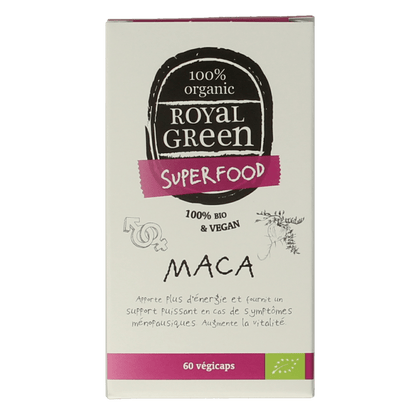 100%
organic
ROYAL
GREEN
SUPERFOOD
100% BIO
& VEGAN
MACA
Apporte plus d'énergie et fournit un
support puissant en cas de symptômes
ménopausiques Augmente la vitalité
60 végicaps